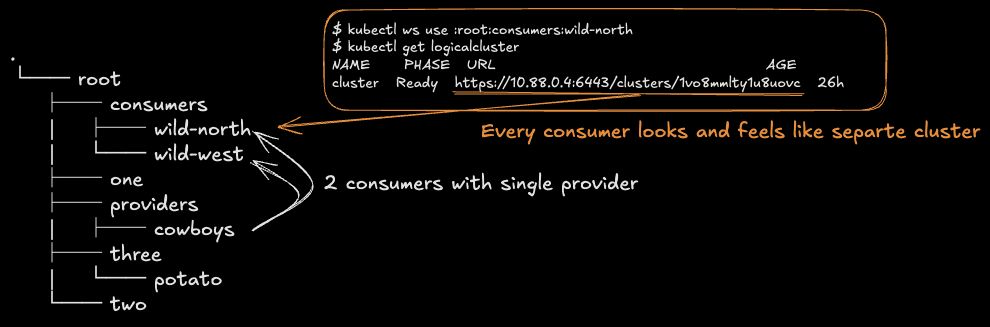 $ kubectl ws use :root:consumers:wild-north
$ kubectl get logicalcluster
NAME PHASE URL AGE
cluster Ready https://10.88.0.4:6443/clusters/1vo8mmlty1u8uovc 26h
.
root
consumers
wild-north
Every consumer looks and feels like separte cluster
wild-west
one
2 consumers with single provider
providers
cowboys
three
potato
two